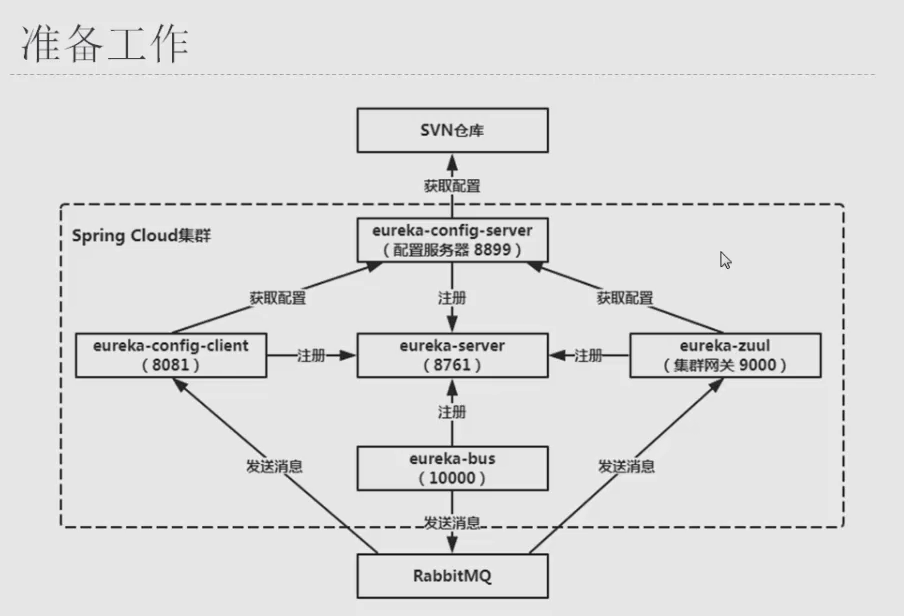 准备工作
SVN仓库
获取配置
Spring Cloud集群
eureka-config-server
（配置服务器 8899）
获取配置
注册
获取配置
eureka-config-client
（8081）
注册
eureka-server
（8761）
注册
eureka-zuul
（集群网关 9000）
注册
eureka-bus
（10000）
发送消息
发送消息
发送消息
RabbitMQ